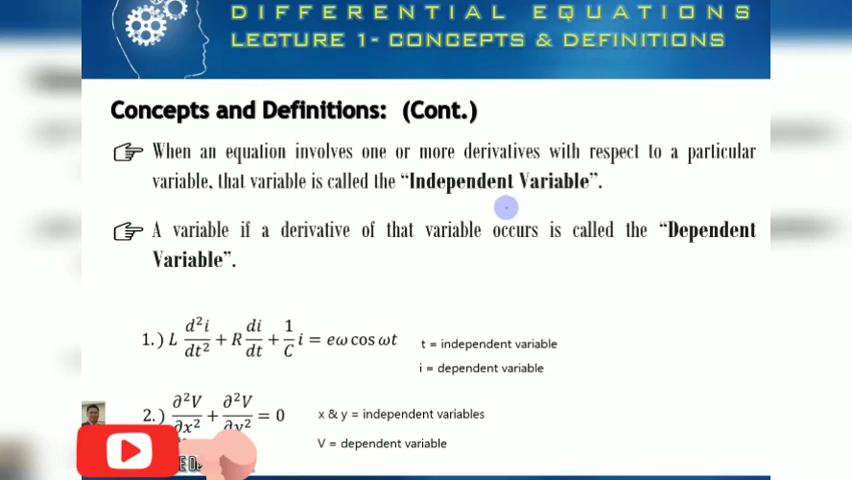 DIFFERENTIAL EQUATIONS
LECTURE 1- CONCEPTS & DEFINITIONS
Concepts and Definitions: (Cont.)
When an equation involves one or more derivatives with respect to a particular
variable, that variable is called the “Independent Variable”.
A variable if a derivative of that variable occurs is called the “Dependent
Variable”.
1.) L d²i/dt² + R di/dt + 1/C i = eω cos ωt
t = independent variable
i = dependent variable
2.) ∂²V/∂x² + ∂²V/∂y² = 0
x & y = independent variables
V = dependent variable